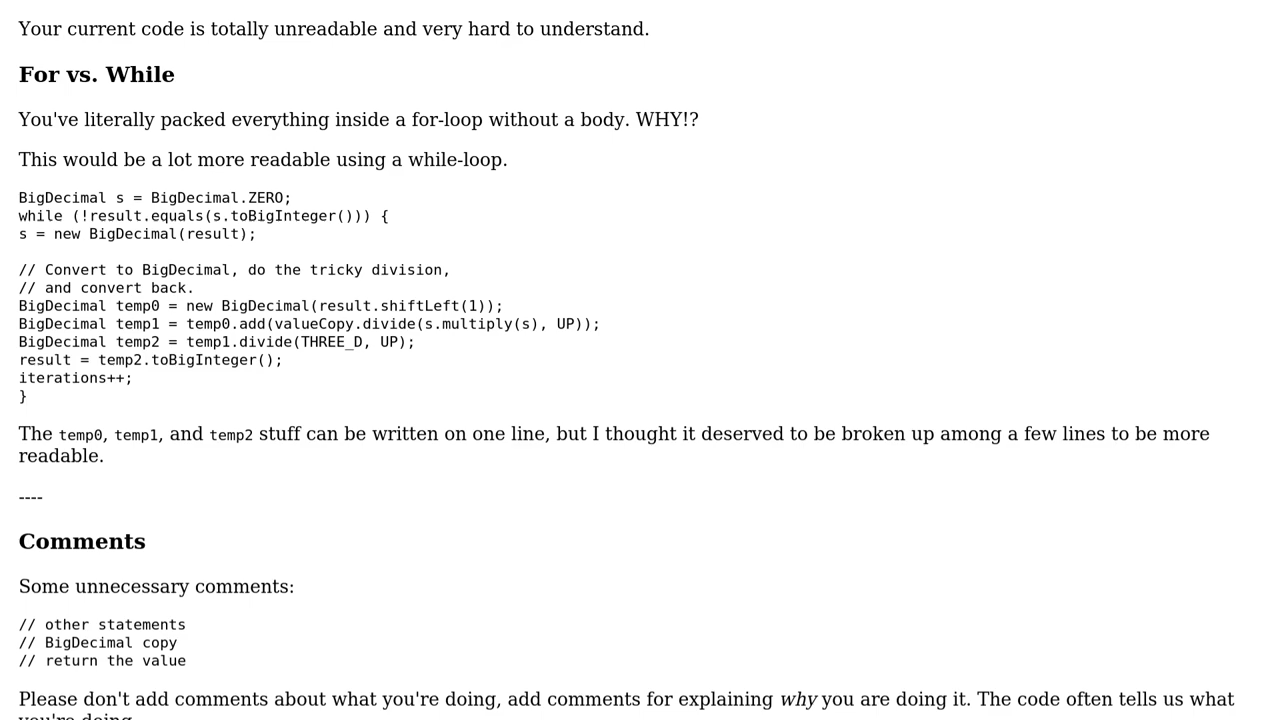 Your current code is totally unreadable and very hard to understand.
For vs. While
You've literally packed everything inside a for-loop without a body. WHY!?
This would be a lot more readable using a while-loop.
BigDecimal s = BigDecimal.ZERO;
while (!result.equals(s.toBigInteger())) {
s = new BigDecimal(result);
// Convert to BigDecimal, do the tricky division,
// and convert back.
BigDecimal temp0 = new BigDecimal(result.shiftLeft(1));
BigDecimal temp1 = temp0.add(valueCopy.divide(s.multiply(s), UP));
BigDecimal temp2 = temp1.divide(THREE_D, UP);
result = temp2.toBigInteger();
iterations++;
}
The temp0, temp1, and temp2 stuff can be written on one line, but I thought it deserved to be broken up among a few lines to be more
readable.
----
Comments
Some unnecessary comments:
// other statements
// BigDecimal copy
// return the value
Please don't add comments about what you're doing, add comments for explaining why you are doing it. The code often tells us what
you're doing.